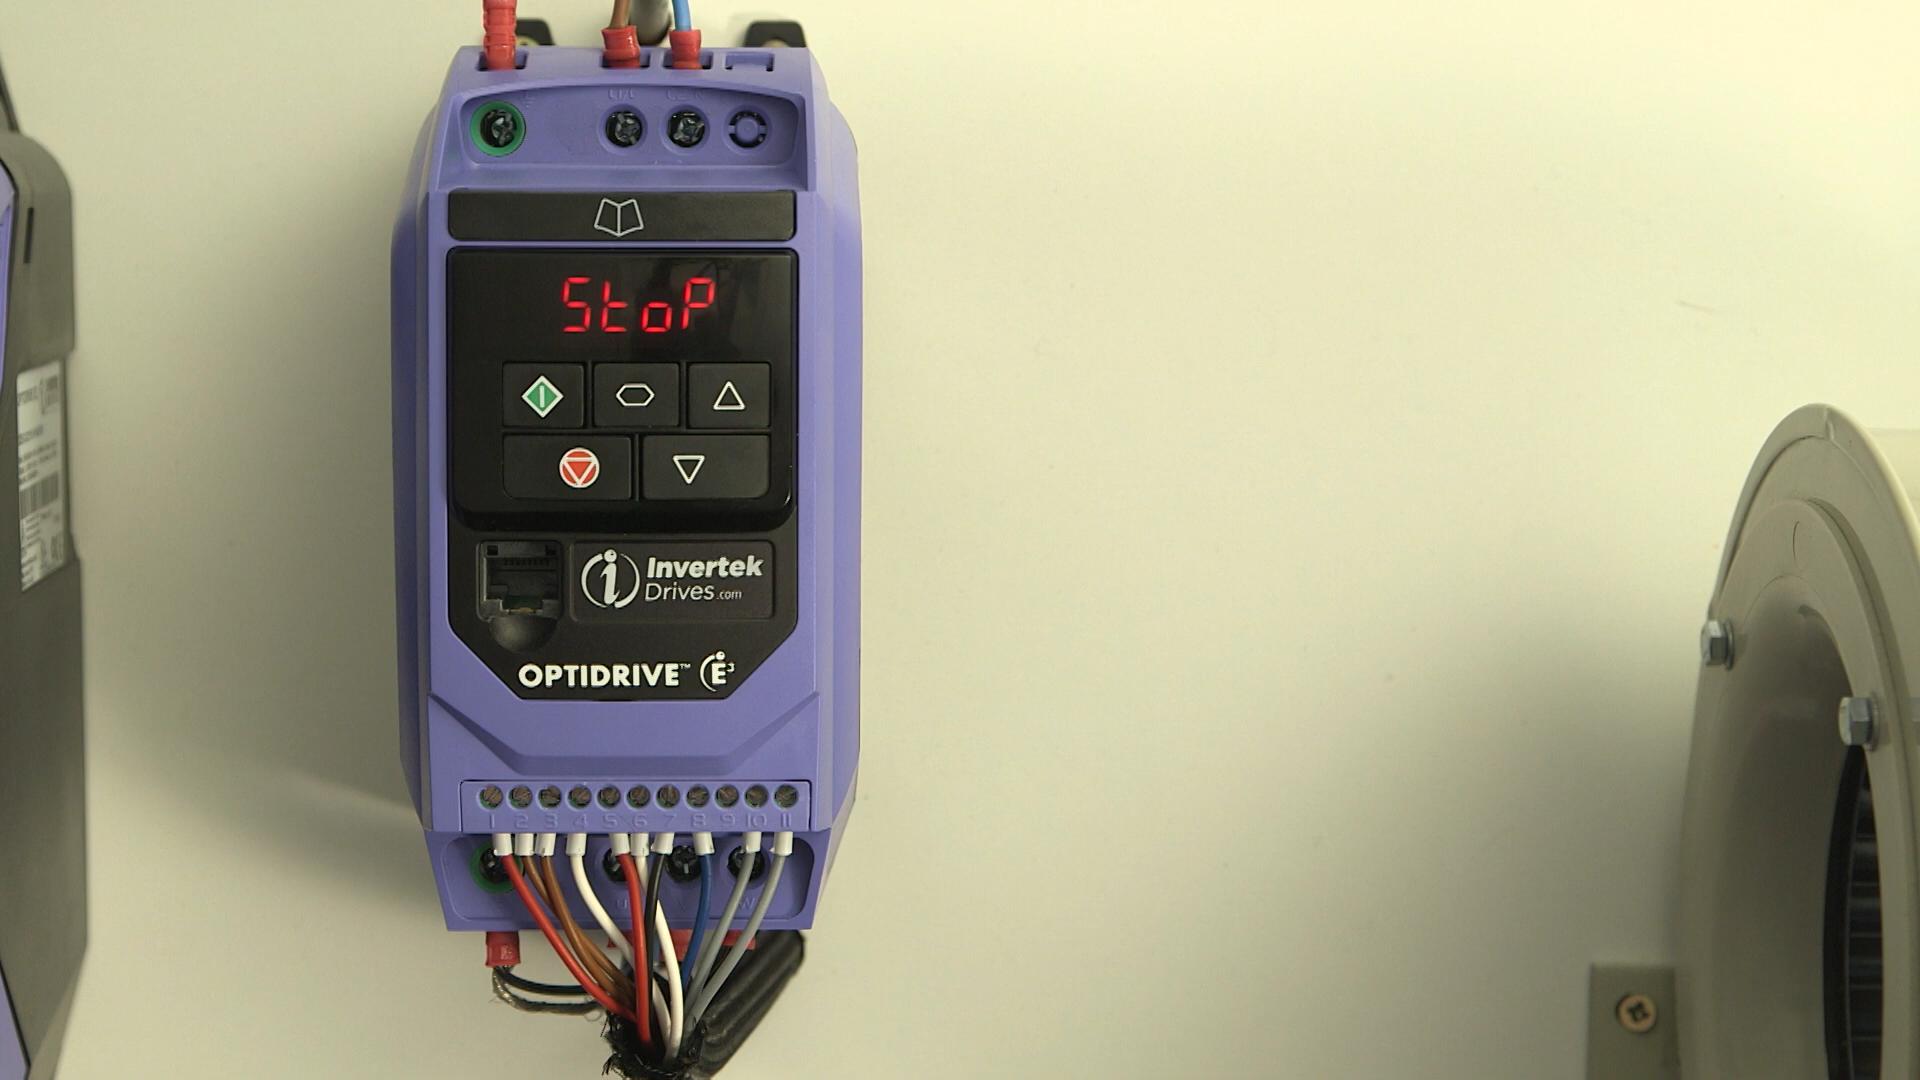 StoP
Invertek
Drives.com
OPTIDRIVE™ E³
1 2 3 4 5 6 7 8 9 10 11